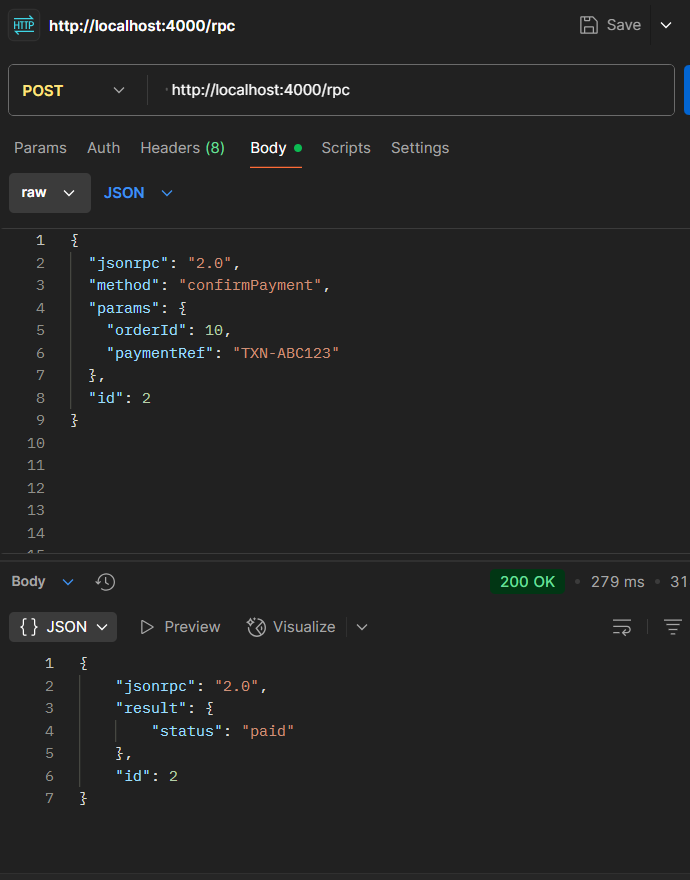 HTTP http://localhost:4000/rpc Save
POST http://localhost:4000/rpc
Params Auth Headers (8) Body Scripts Settings
raw JSON
1 {
2 "jsonrpc": "2.0",
3 "method": "confirmPayment",
4 "params": {
5 "orderId": 10,
6 "paymentRef": "TXN-ABC123"
7 },
8 "id": 2
9 }
10
11
12
13
14
15
Body 200 OK • 279 ms • 31
{} JSON Preview Visualize
1 {
2 "jsonrpc": "2.0",
3 "result": {
4 "status": "paid"
5 },
6 "id": 2
7 }